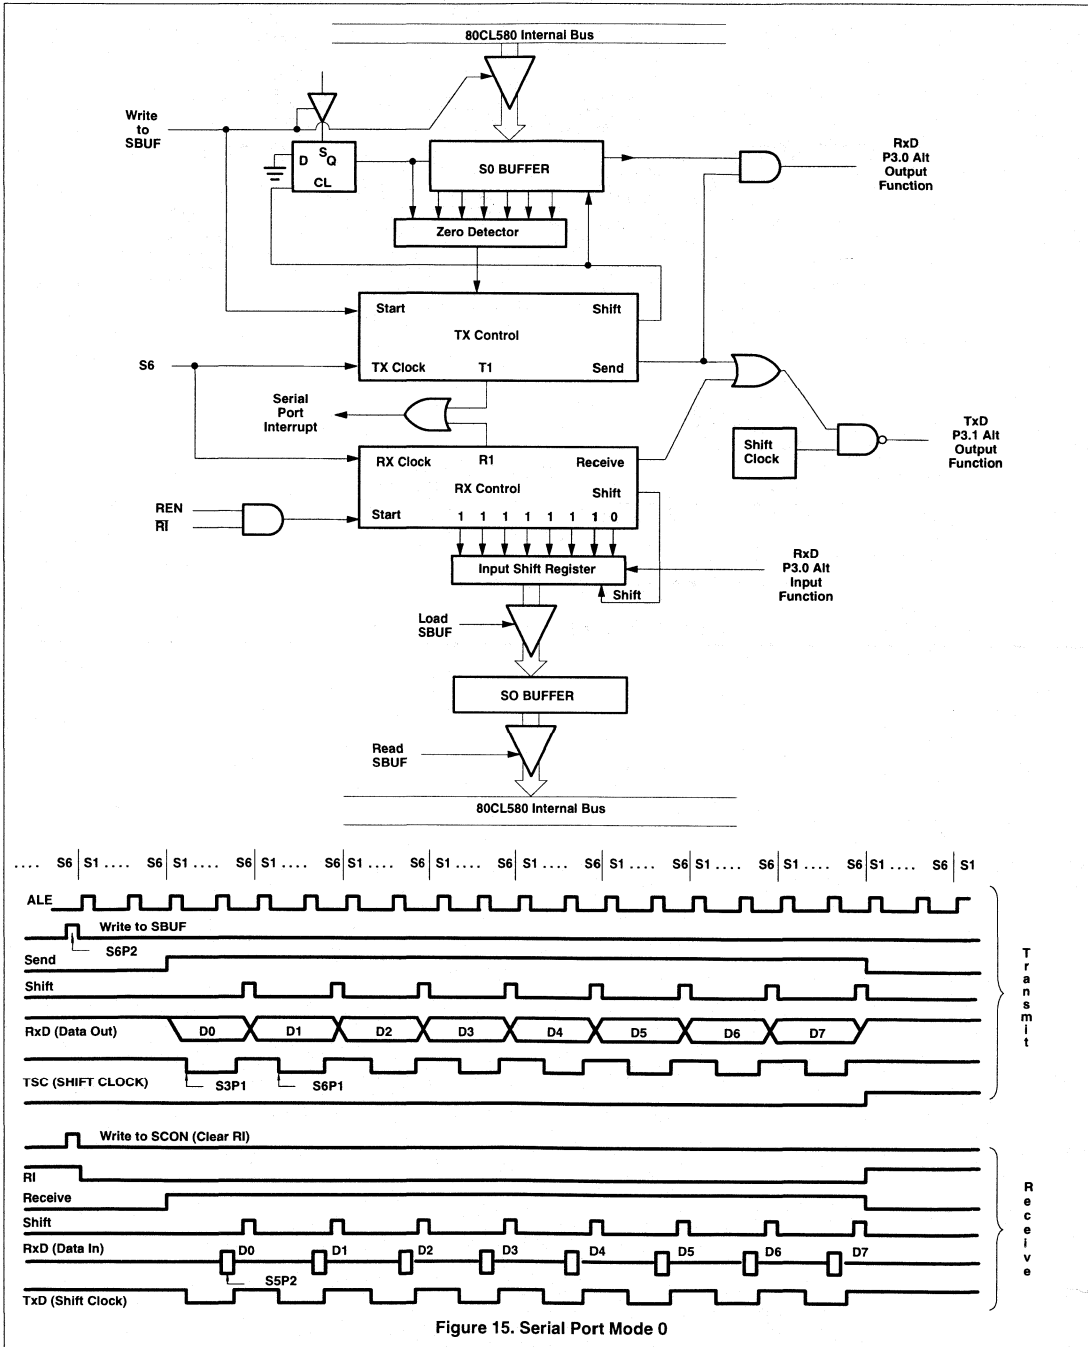 80CL580 Internal Bus
Write
to
SBUF
D
S
Q
CL
S0 BUFFER
RxD
P3.0 Alt
Output
Function
Zero Detector
Start
Shift
TX Control
S6
TX Clock
T1
Send
Serial
Port
Interrupt
Shift
Clock
TxD
P3.1 Alt
Output
Function
RX Clock
R1
Receive
RX Control
Shift
REN
RI
Start
1 1 1 1 1 1 1 0
Input Shift Register
RxD
P3.0 Alt
Input
Function
Shift
Load
SBUF
SO BUFFER
Read
SBUF
80CL580 Internal Bus
.... S6 S1 .... S6 S1 .... S6 S1 .... S6 S1 .... S6 S1 .... S6 S1 .... S6 S1 .... S6 S1 .... S6 S1 .... S6 S1 .... S6 S1
ALE
Write to SBUF
S6P2
Send
Shift
RxD (Data Out) D0 D1 D2 D3 D4 D5 D6 D7
TSC (SHIFT CLOCK) S3P1 S6P1
Transmit
Write to SCON (Clear RI)
RI
Receive
Shift
RxD (Data In) D0 D1 D2 D3 D4 D5 D6 D7
S5P2
TxD (Shift Clock)
Receive
Figure 15. Serial Port Mode 0